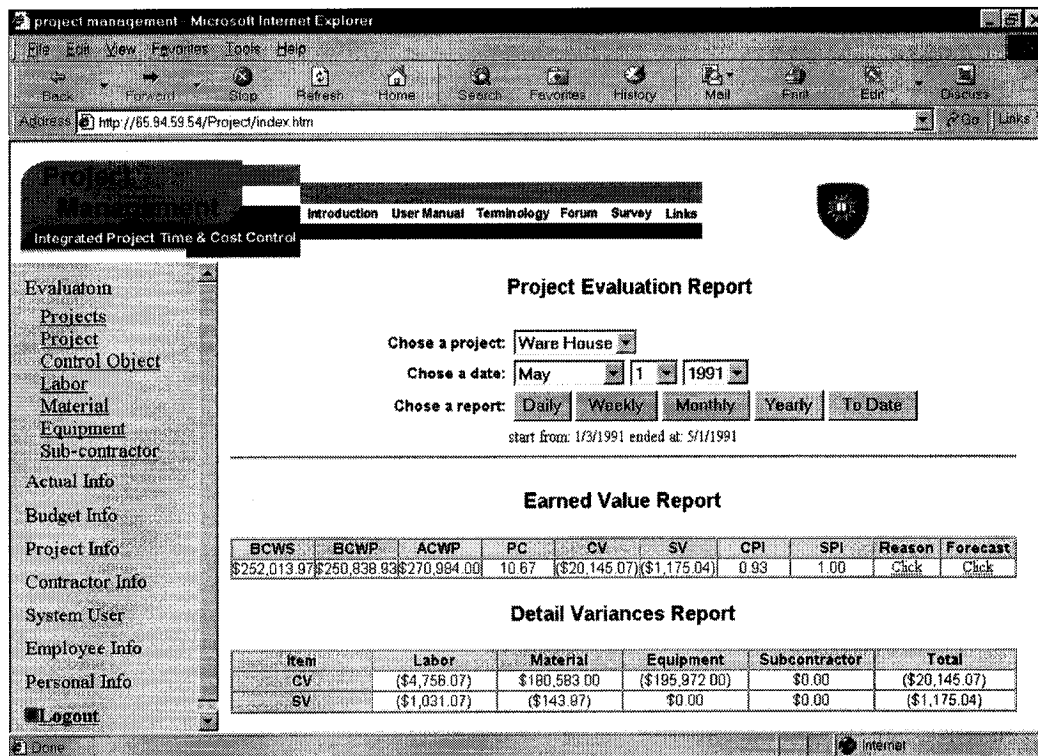 project management - Microsoft Internet Explorer
File Edit View Favorites Tools Help
Back Forward Stop Refresh Home Search Favorites History Mail Print Edit Discuss
Address http://65.94.59.54/Project/index.htm Go Links
Project
Management
Integrated Project Time & Cost Control
Introduction User Manual Terminology Forum Survey Links
Evaluatoin
Projects
Project
Control Object
Labor
Material
Equipment
Sub-contractor
Actual Info
Budget Info
Project Info
Contractor Info
System User
Employee Info
Personal Info
Logout
Project Evaluation Report
Chose a project: Ware House
Chose a date: May 1 1991
Chose a report: Daily Weekly Monthly Yearly To Date
start from: 1/3/1991 ended at: 5/1/1991
Earned Value Report
BCWS BCWP ACWP PC CV SV CPI SPI Reason Forecast
$252,013.97 $250,838.93 $270,984.00 10.67 ($20,145.07) ($1,175.04) 0.93 1.00 Click Click
Detail Variances Report
Item Labor Material Equipment Subcontractor Total
CV ($4,756.07) $180,583.00 ($195,972.00) $0.00 ($20,145.07)
SV ($1,031.07) ($143.97) $0.00 $0.00 ($1,175.04)
Done Internet